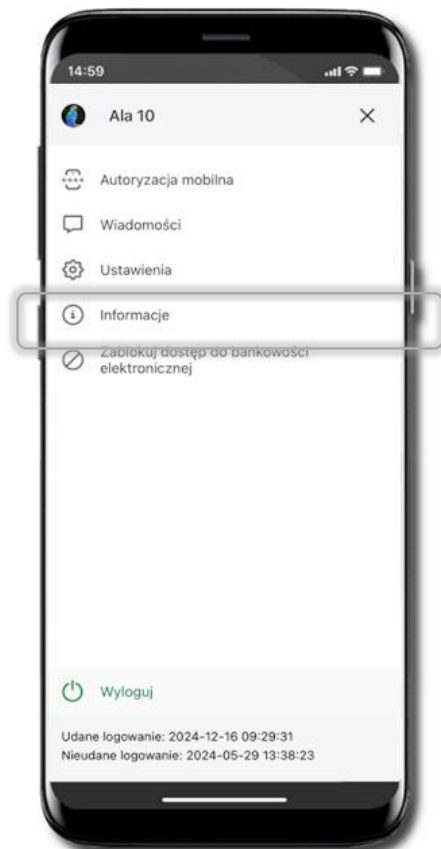 14:59
Ala 10
Autoryzacja mobilna
Wiadomości
Ustawienia
Informacje
Zablokuj dostęp do bankowości
elektronicznej
Wyloguj
Udane logowanie: 2024-12-16 09:29:31
Nieudane logowanie: 2024-05-29 13:38:23